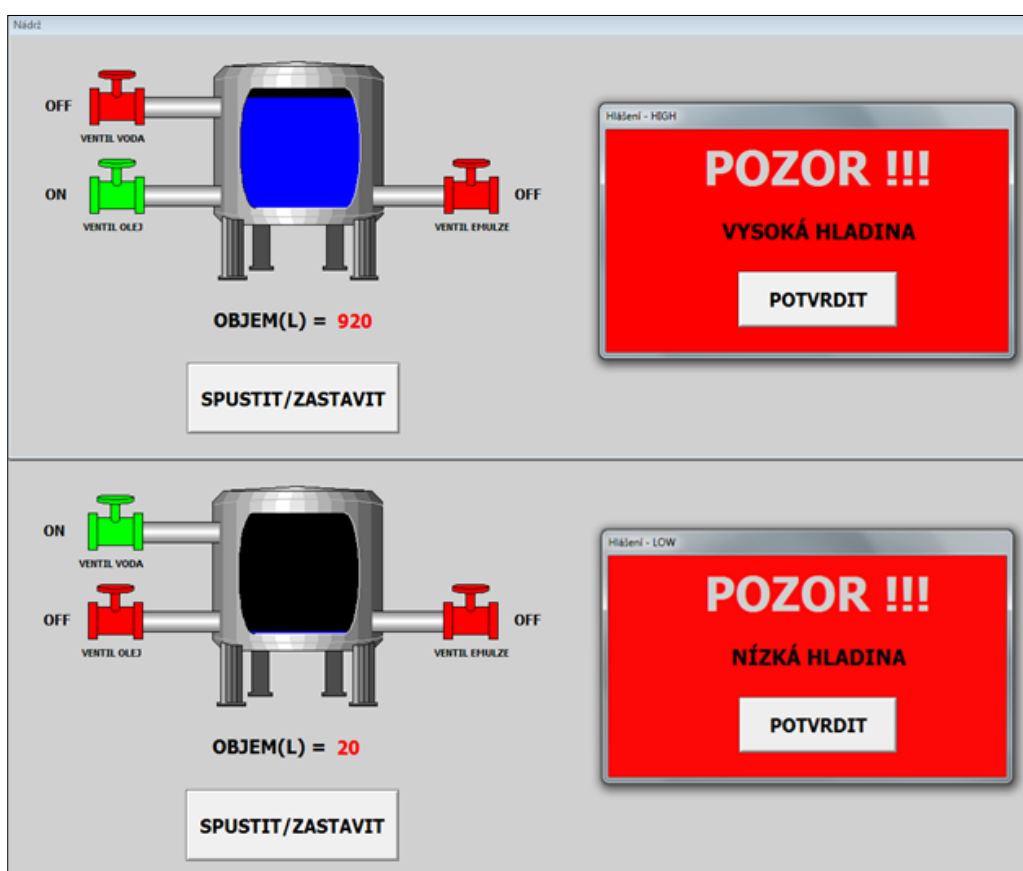 Nádrž
OFF
VENTIL VODA
ON
VENTIL OLEJ
OFF
VENTIL EMULZE
OBJEM(L) = 920
SPUSTIT/ZASTAVIT
Hlášení - HIGH
POZOR !!!
VYSOKÁ HLADINA
POTVRDIT
ON
VENTIL VODA
OFF
VENTIL OLEJ
OFF
VENTIL EMULZE
OBJEM(L) = 20
SPUSTIT/ZASTAVIT
Hlášení - LOW
POZOR !!!
NÍZKÁ HLADINA
POTVRDIT